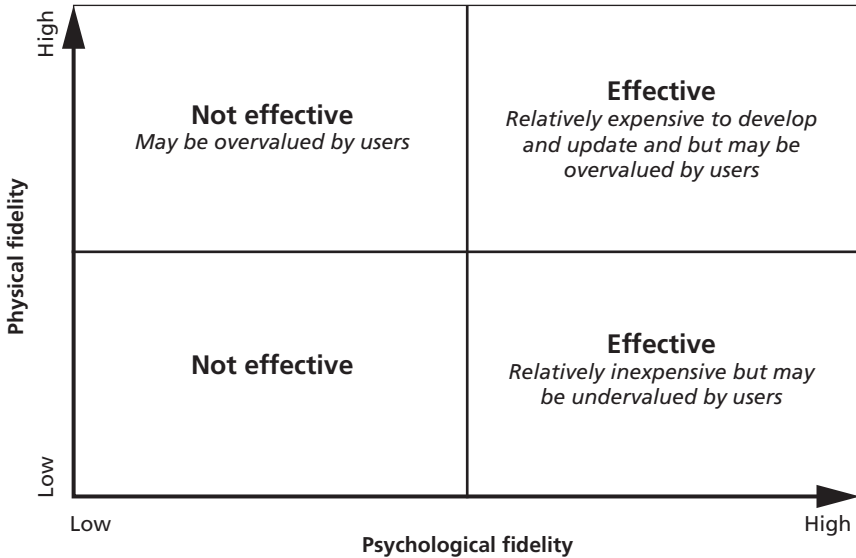 High
Not effective
May be overvalued by users
Effective
Relatively expensive to develop
and update and but may be
overvalued by users
Physical fidelity
Not effective
Effective
Relatively inexpensive but may
be undervalued by users
Low
Low
High
Psychological fidelity